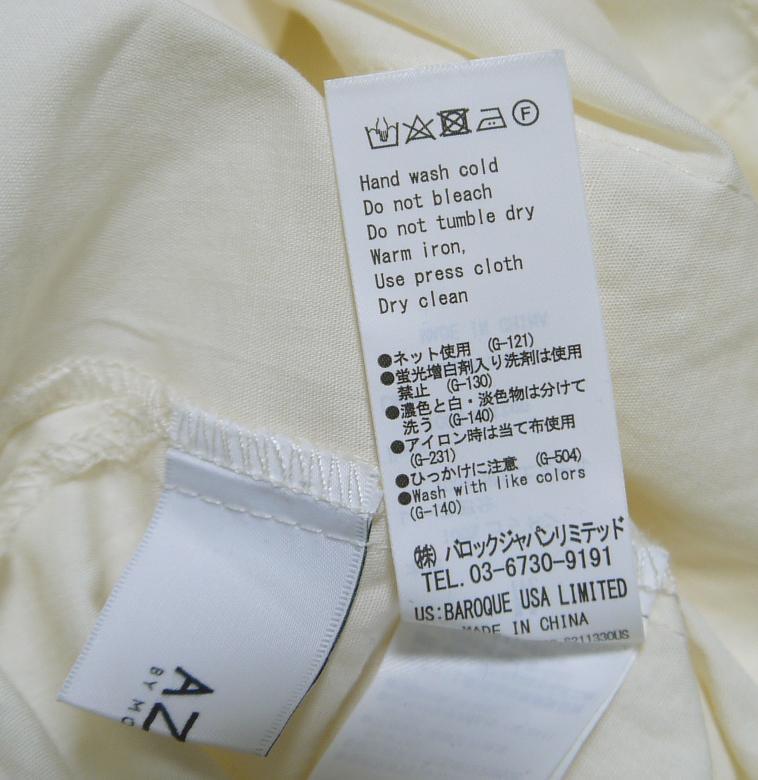 F
Hand wash cold
Do not bleach
Do not tumble dry
Warm iron,
Use press cloth
Dry clean
●ネット使用 (G-121)
●蛍光増白剤入り洗剤は使用
禁止 (G-130)
●濃色と白・淡色物は分けて
洗う (G-140)
●アイロン時は当て布使用
(G-231)
●ひっかけに注意 (G-504)
●Wash with like colors
(G-140)
㈱ バロックジャパンリミテッド
TEL. 03-6730-9191
US:BAROQUE USA LIMITED
MADE IN CHINA
AZ
BY MO